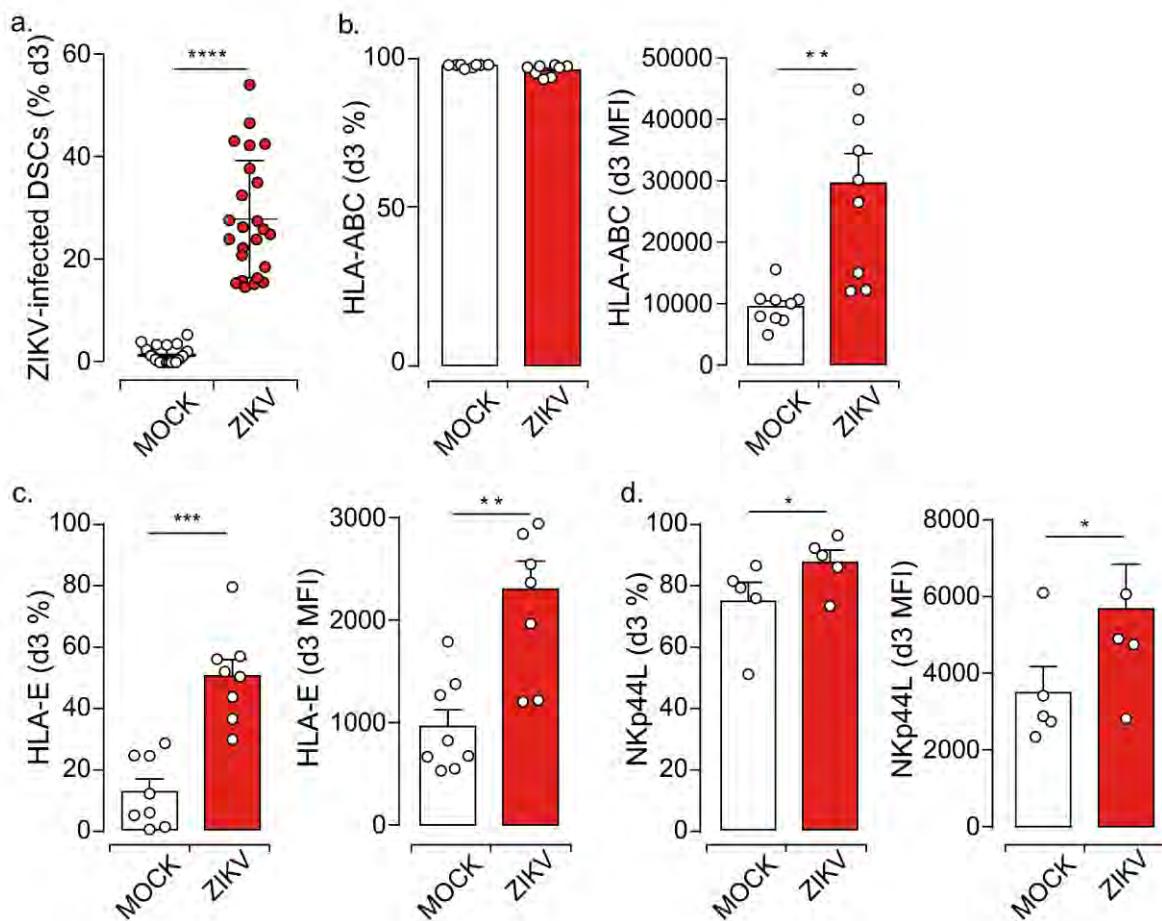 a.
ZIKV-infected DSCs (% d3)
60
40
20
0
****
MOCK
ZIKV
b.
HLA-ABC (d3 %)
100
50
0
MOCK
ZIKV
HLA-ABC (d3 MFI)
50000
40000
30000
20000
10000
0
**
MOCK
ZIKV
c.
HLA-E (d3 %)
100
80
60
40
20
0
***
MOCK
ZIKV
HLA-E (d3 MFI)
3000
2000
1000
0
**
MOCK
ZIKV
d.
NKp44L (d3 %)
100
80
60
40
20
0
*
MOCK
ZIKV
NKp44L (d3 MFI)
8000
6000
4000
2000
0
*
MOCK
ZIKV